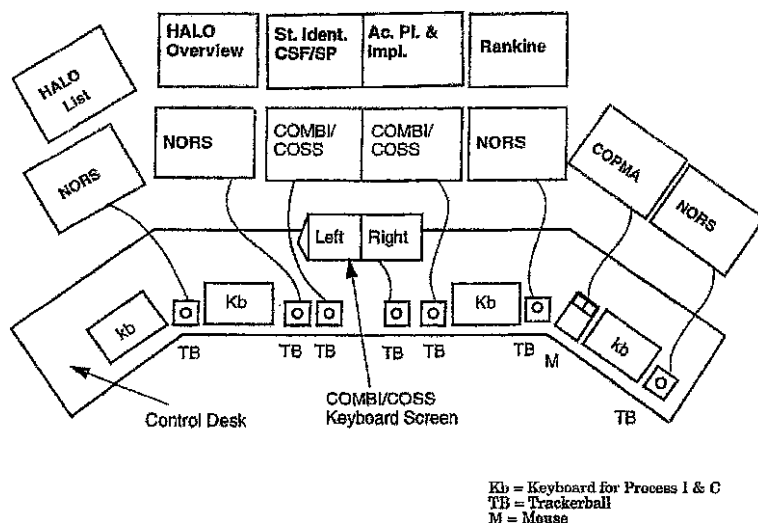 HALO
Overview
St. Ident.
CSF/SP
Ac. Pl. &
Impl.
Rankine
HALO
List
NORS
NORS
COMBI/
COSS
COMBI/
COSS
NORS
COPMA
NORS
Left
Right
kb
Kb
Kb
kb
TB
TB
TB
TB
TB
TB
M
TB
Control Desk
COMBI/COSS
Keyboard Screen
Kb = Keyboard for Process I & C
TB = Trackerball
M = Mouse